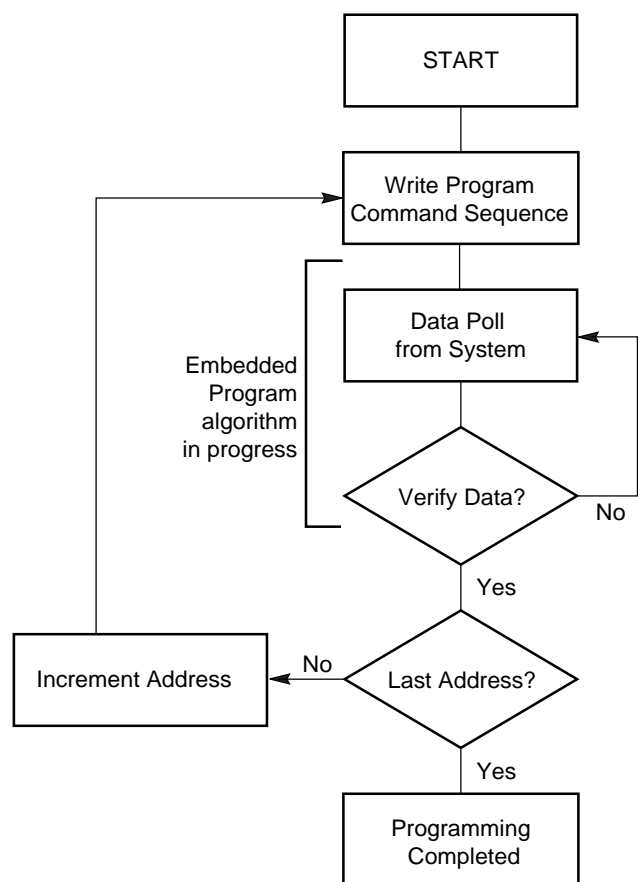 START
Write Program
Command Sequence
Data Poll
from System
Embedded
Program
algorithm
in progress
Verify Data?
No
Yes
Increment Address
No
Last Address?
Yes
Programming
Completed